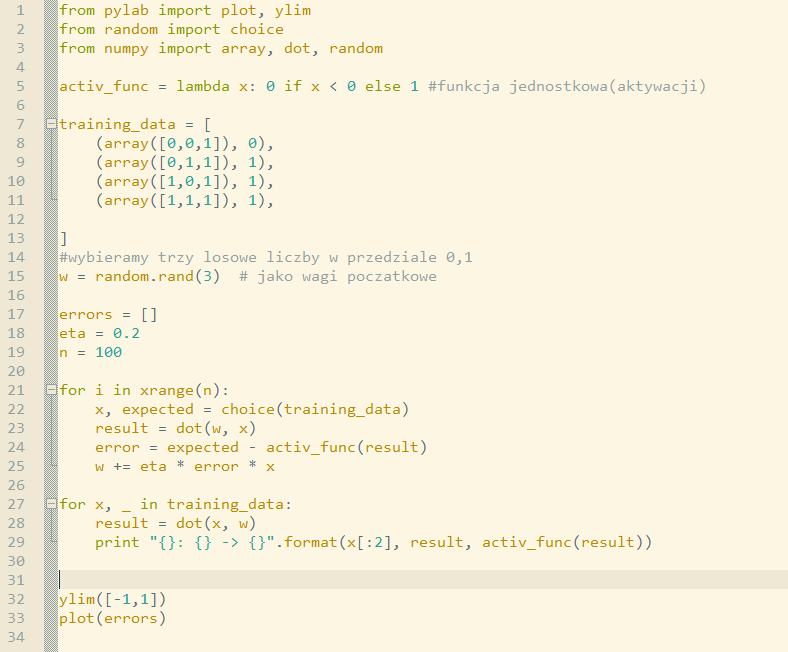 1 from pylab import plot, ylim
2 from random import choice
3 from numpy import array, dot, random
4
5 activ_func = lambda x: 0 if x < 0 else 1 #funkcja jednostkowa(aktywacji)
6
7 training_data = [
8     (array([0,0,1]), 0),
9     (array([0,1,1]), 1),
10     (array([1,0,1]), 1),
11     (array([1,1,1]), 1),
12
13 ]
14 #wybieramy trzy losowe liczby w przedziale 0,1
15 w = random.rand(3)  # jako wagi poczatkowe
16
17 errors = []
18 eta = 0.2
19 n = 100
20
21 for i in xrange(n):
22     x, expected = choice(training_data)
23     result = dot(w, x)
24     error = expected - activ_func(result)
25     w += eta * error * x
26
27 for x, _ in training_data:
28     result = dot(x, w)
29     print "{}: {} -> {}".format(x[:2], result, activ_func(result))
30
31
32 ylim([-1,1])
33 plot(errors)
34